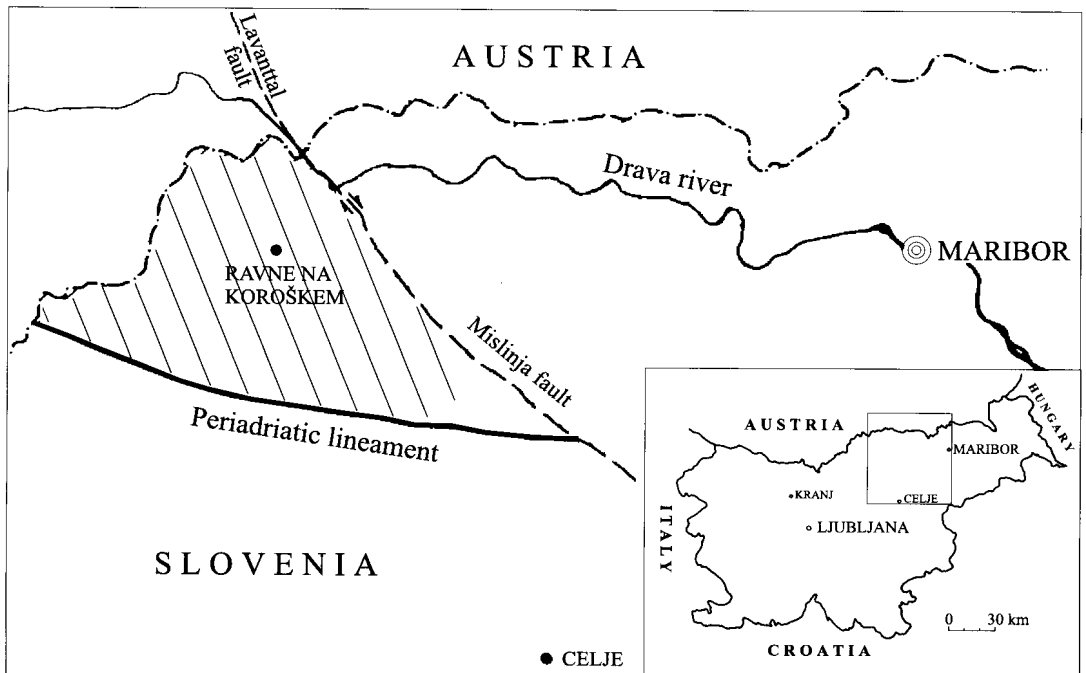 Lavanttal
fault
AUSTRIA
Drava river
MARIBOR
RAVNE NA
KOROŠKEM
Mislinja fault
Periadriatic lineament
SLOVENIA
CELJE
HUNGARY
AUSTRIA
MARIBOR
KRANJ
CELJE
LJUBLJANA
ITALY
0 30 km
CROATIA